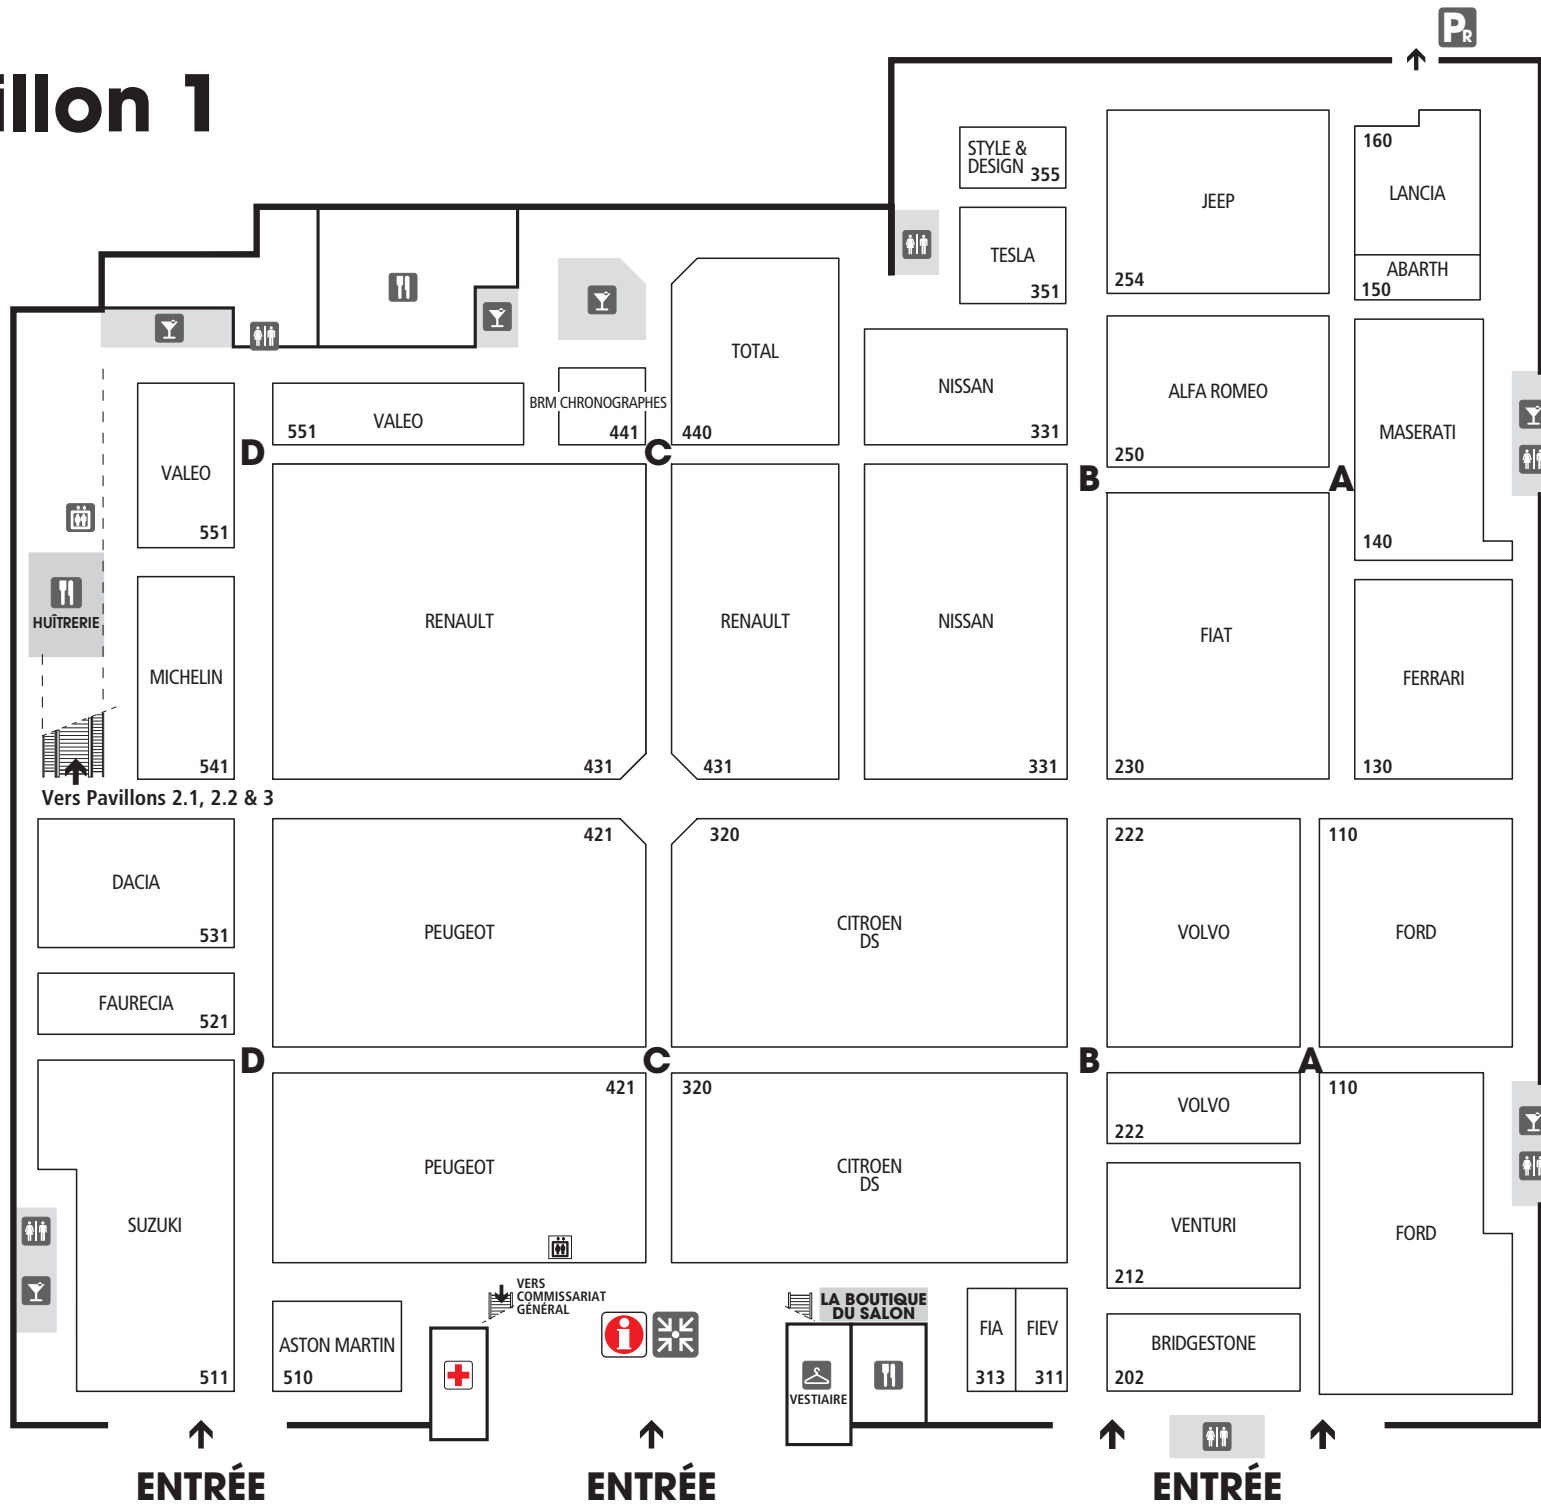 illon 1
PR
STYLE &
DESIGN 355
JEEP
254
160
LANCIA
ABARTH
150
TESLA
351
TOTAL
440
NISSAN
331
ALFA ROMEO
250
MASERATI
140
VALEO
551
551
VALEO
BRM CHRONOGRAPHES
441
D
C
B
A
HUÎTRERIE
MICHELIN
541
RENAULT
431
RENAULT
431
NISSAN
331
FIAT
230
FERRARI
130
Vers Pavillons 2.1, 2.2 & 3
DACIA
531
421
PEUGEOT
320
CITROEN
DS
222
VOLVO
110
FORD
FAURECIA
521
D
C
B
A
SUZUKI
511
421
PEUGEOT
320
CITROEN
DS
VOLVO
222
110
FORD
VENTURI
212
VERS
COMMISSARIAT
GÉNÉRAL
LA BOUTIQUE
DU SALON
ASTON MARTIN
510
i
VESTIAIRE
FIA
313
FIEV
311
BRIDGESTONE
202
ENTRÉE
ENTRÉE
ENTRÉE